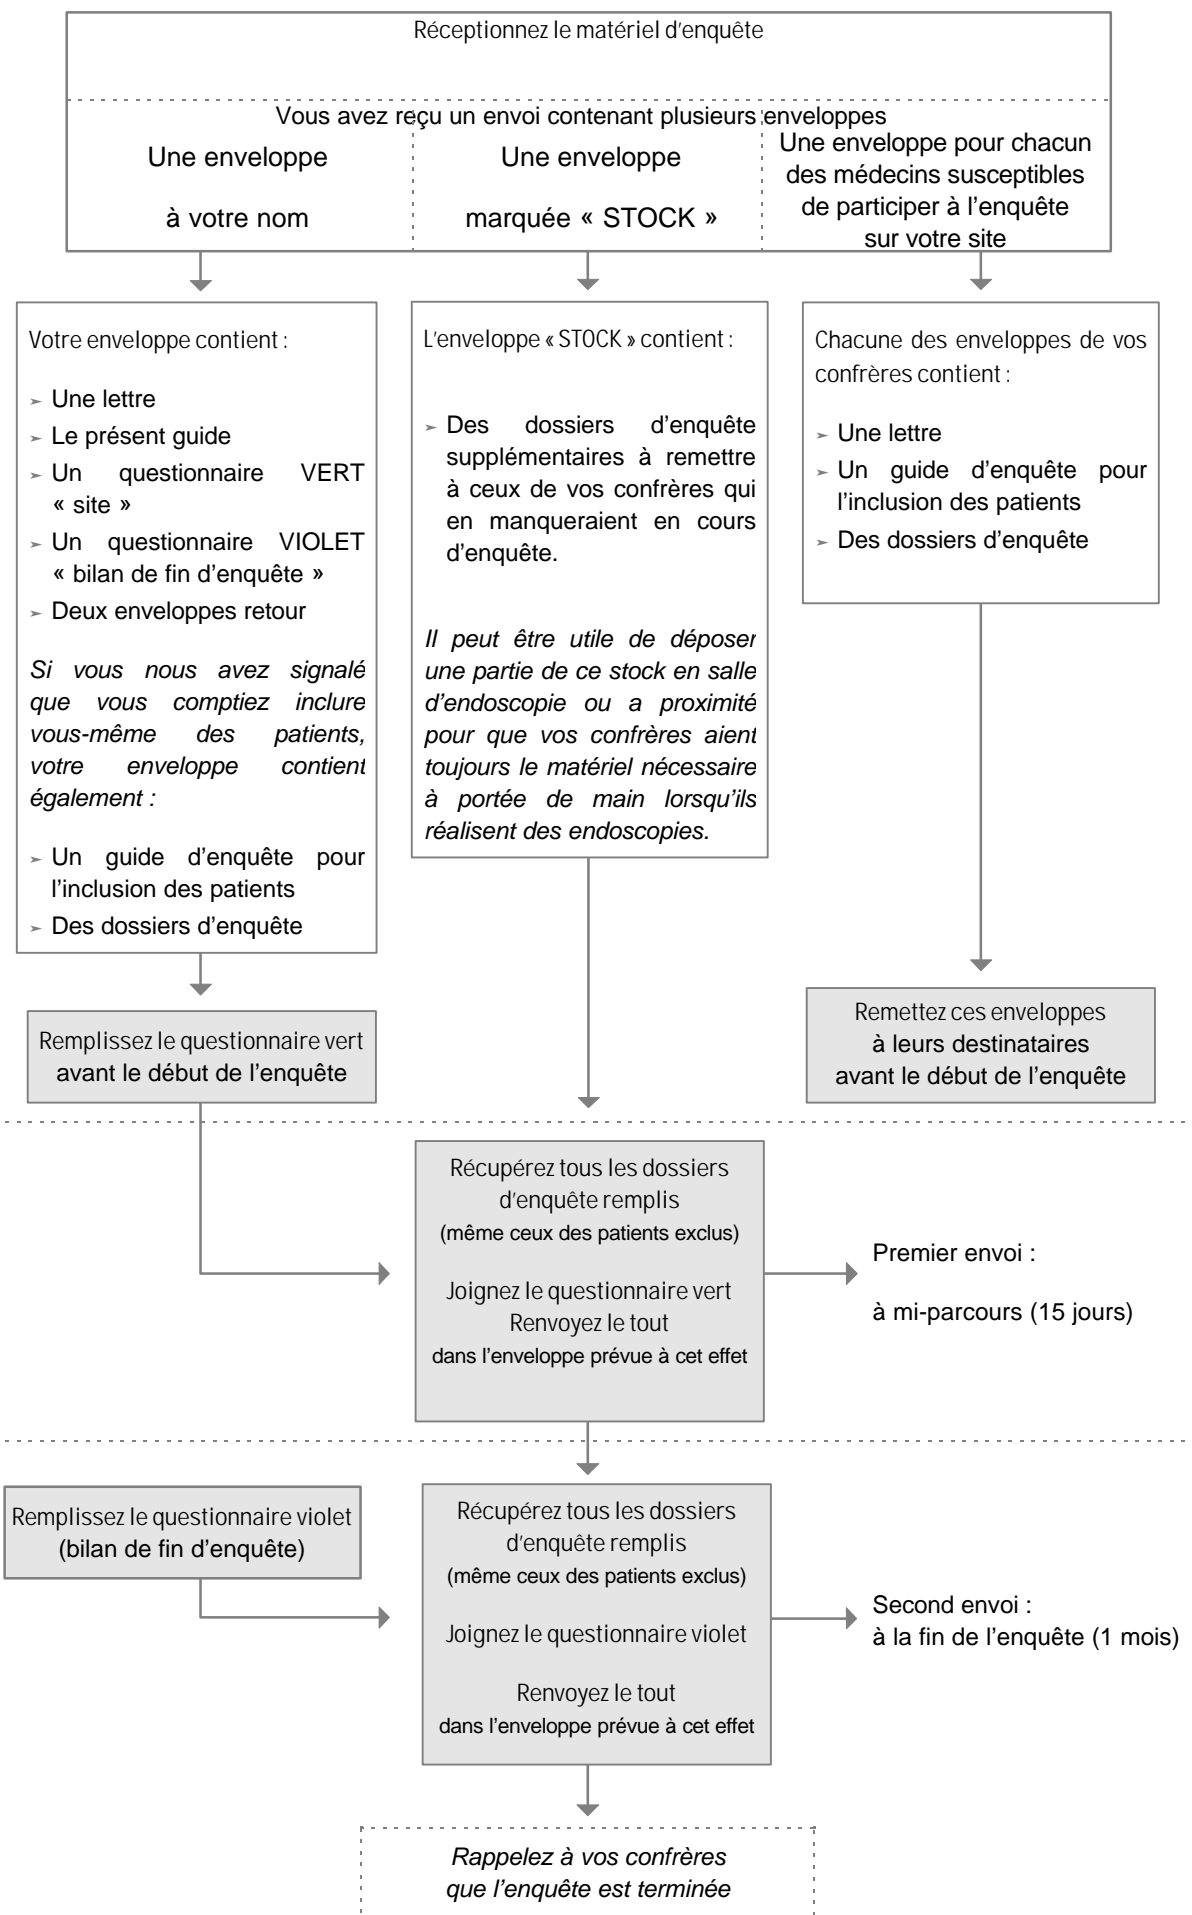 Réceptionnez le matériel d'enquête
Vous avez reçu un envoi contenant plusieurs enveloppes
Une enveloppe
à votre nom
Une enveloppe
marquée « STOCK »
Une enveloppe pour chacun
des médecins susceptibles
de participer à l'enquête
sur votre site
Votre enveloppe contient :
➢ Une lettre
➢ Le présent guide
➢ Un questionnaire VERT
« site »
➢ Un questionnaire VIOLET
« bilan de fin d'enquête »
➢ Deux enveloppes retour
Si vous nous avez signalé
que vous comptiez inclure
vous-même des patients,
votre enveloppe contient
également :
➢ Un guide d'enquête pour
l'inclusion des patients
➢ Des dossiers d'enquête
L'enveloppe « STOCK » contient :
➢ Des dossiers d'enquête
supplémentaires à remettre
à ceux de vos confrères qui
en manqueraient en cours
d'enquête.
Il peut être utile de déposer
une partie de ce stock en salle
d'endoscopie ou a proximité
pour que vos confrères aient
toujours le matériel nécessaire
à portée de main lorsqu'ils
réalisent des endoscopies.
Chacune des enveloppes de vos
confrères contient :
➢ Une lettre
➢ Un guide d'enquête pour
l'inclusion des patients
➢ Des dossiers d'enquête
Remplissez le questionnaire vert
avant le début de l'enquête
Remettez ces enveloppes
à leurs destinataires
avant le début de l'enquête
Récupérez tous les dossiers
d'enquête remplis
(même ceux des patients exclus)
Joignez le questionnaire vert
Renvoyez le tout
dans l'enveloppe prévue à cet effet
Premier envoi :
à mi-parcours (15 jours)
Remplissez le questionnaire violet
(bilan de fin d'enquête)
Récupérez tous les dossiers
d'enquête remplis
(même ceux des patients exclus)
Joignez le questionnaire violet
Renvoyez le tout
dans l'enveloppe prévue à cet effet
Second envoi :
à la fin de l'enquête (1 mois)
Rappelez à vos confrères
que l'enquête est terminée